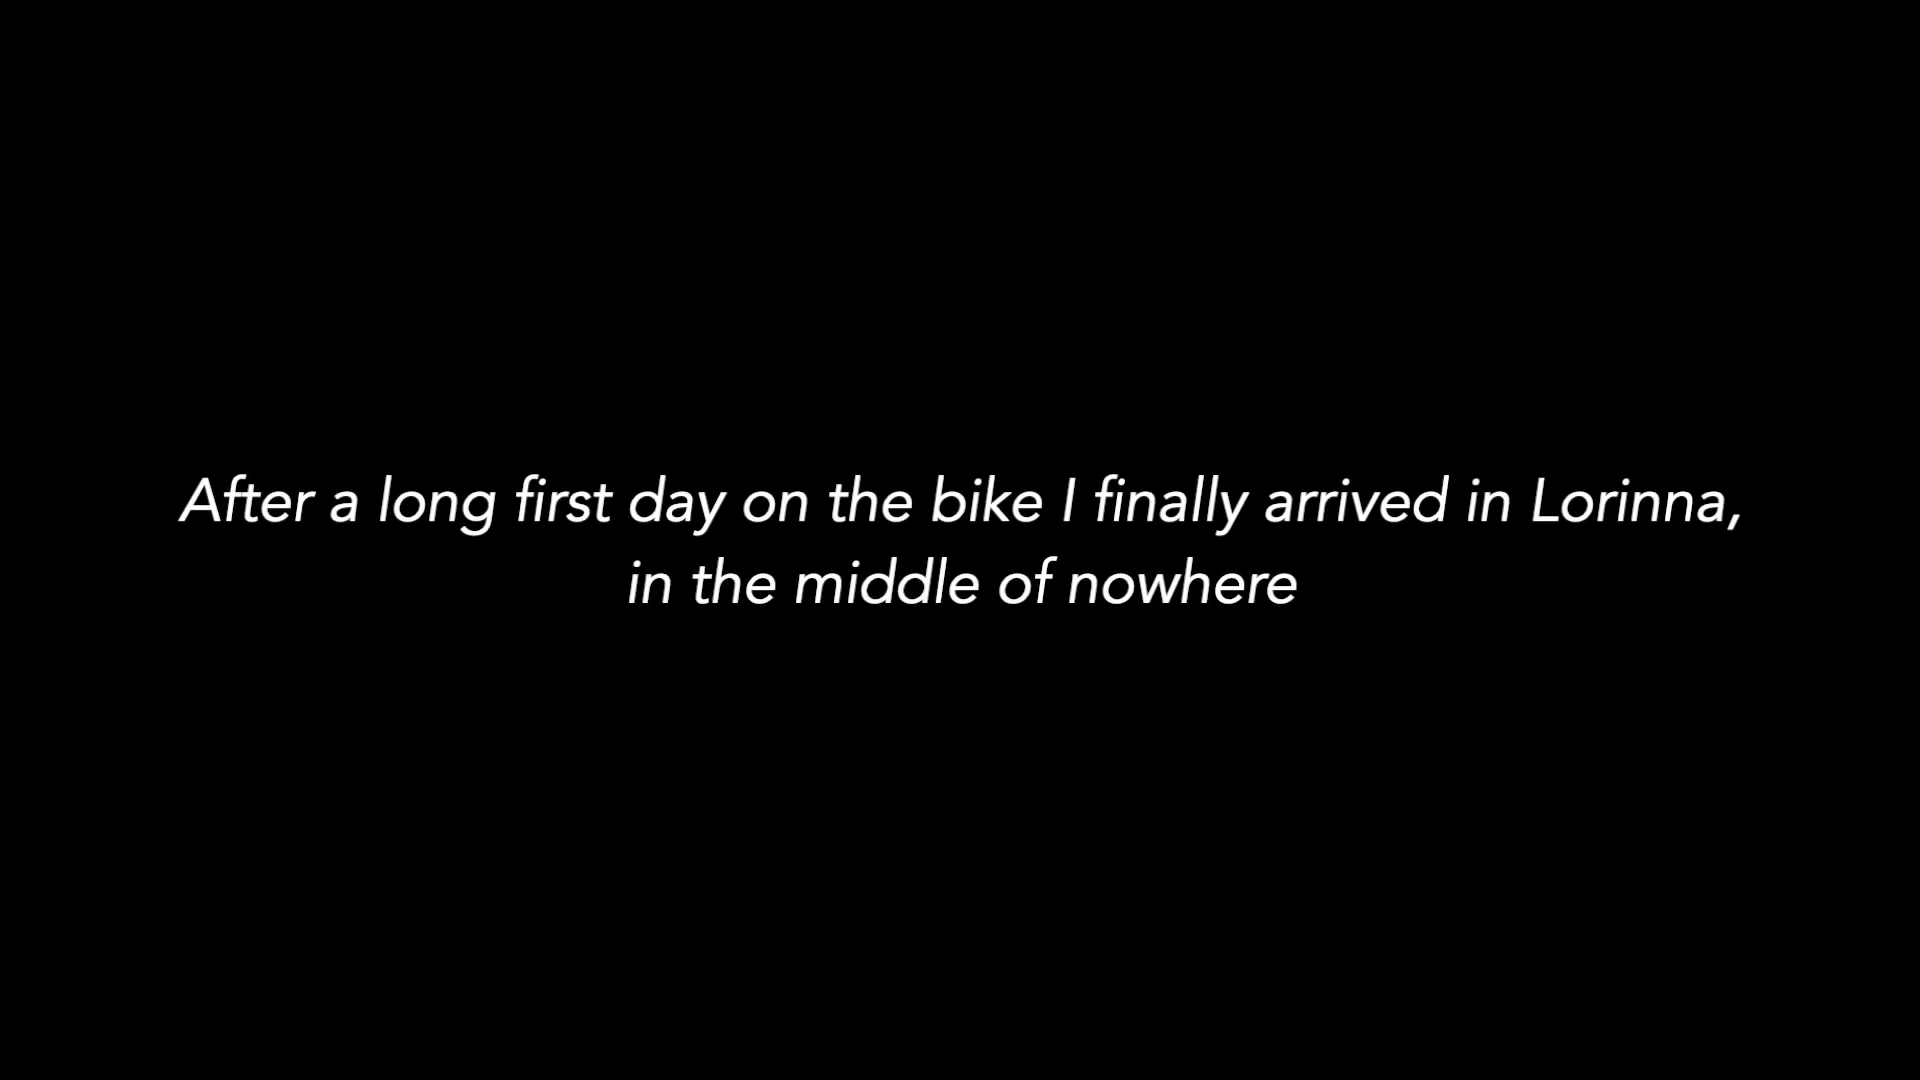 After a long first day on the bike I finally arrived in Lorinna,
in the middle of nowhere